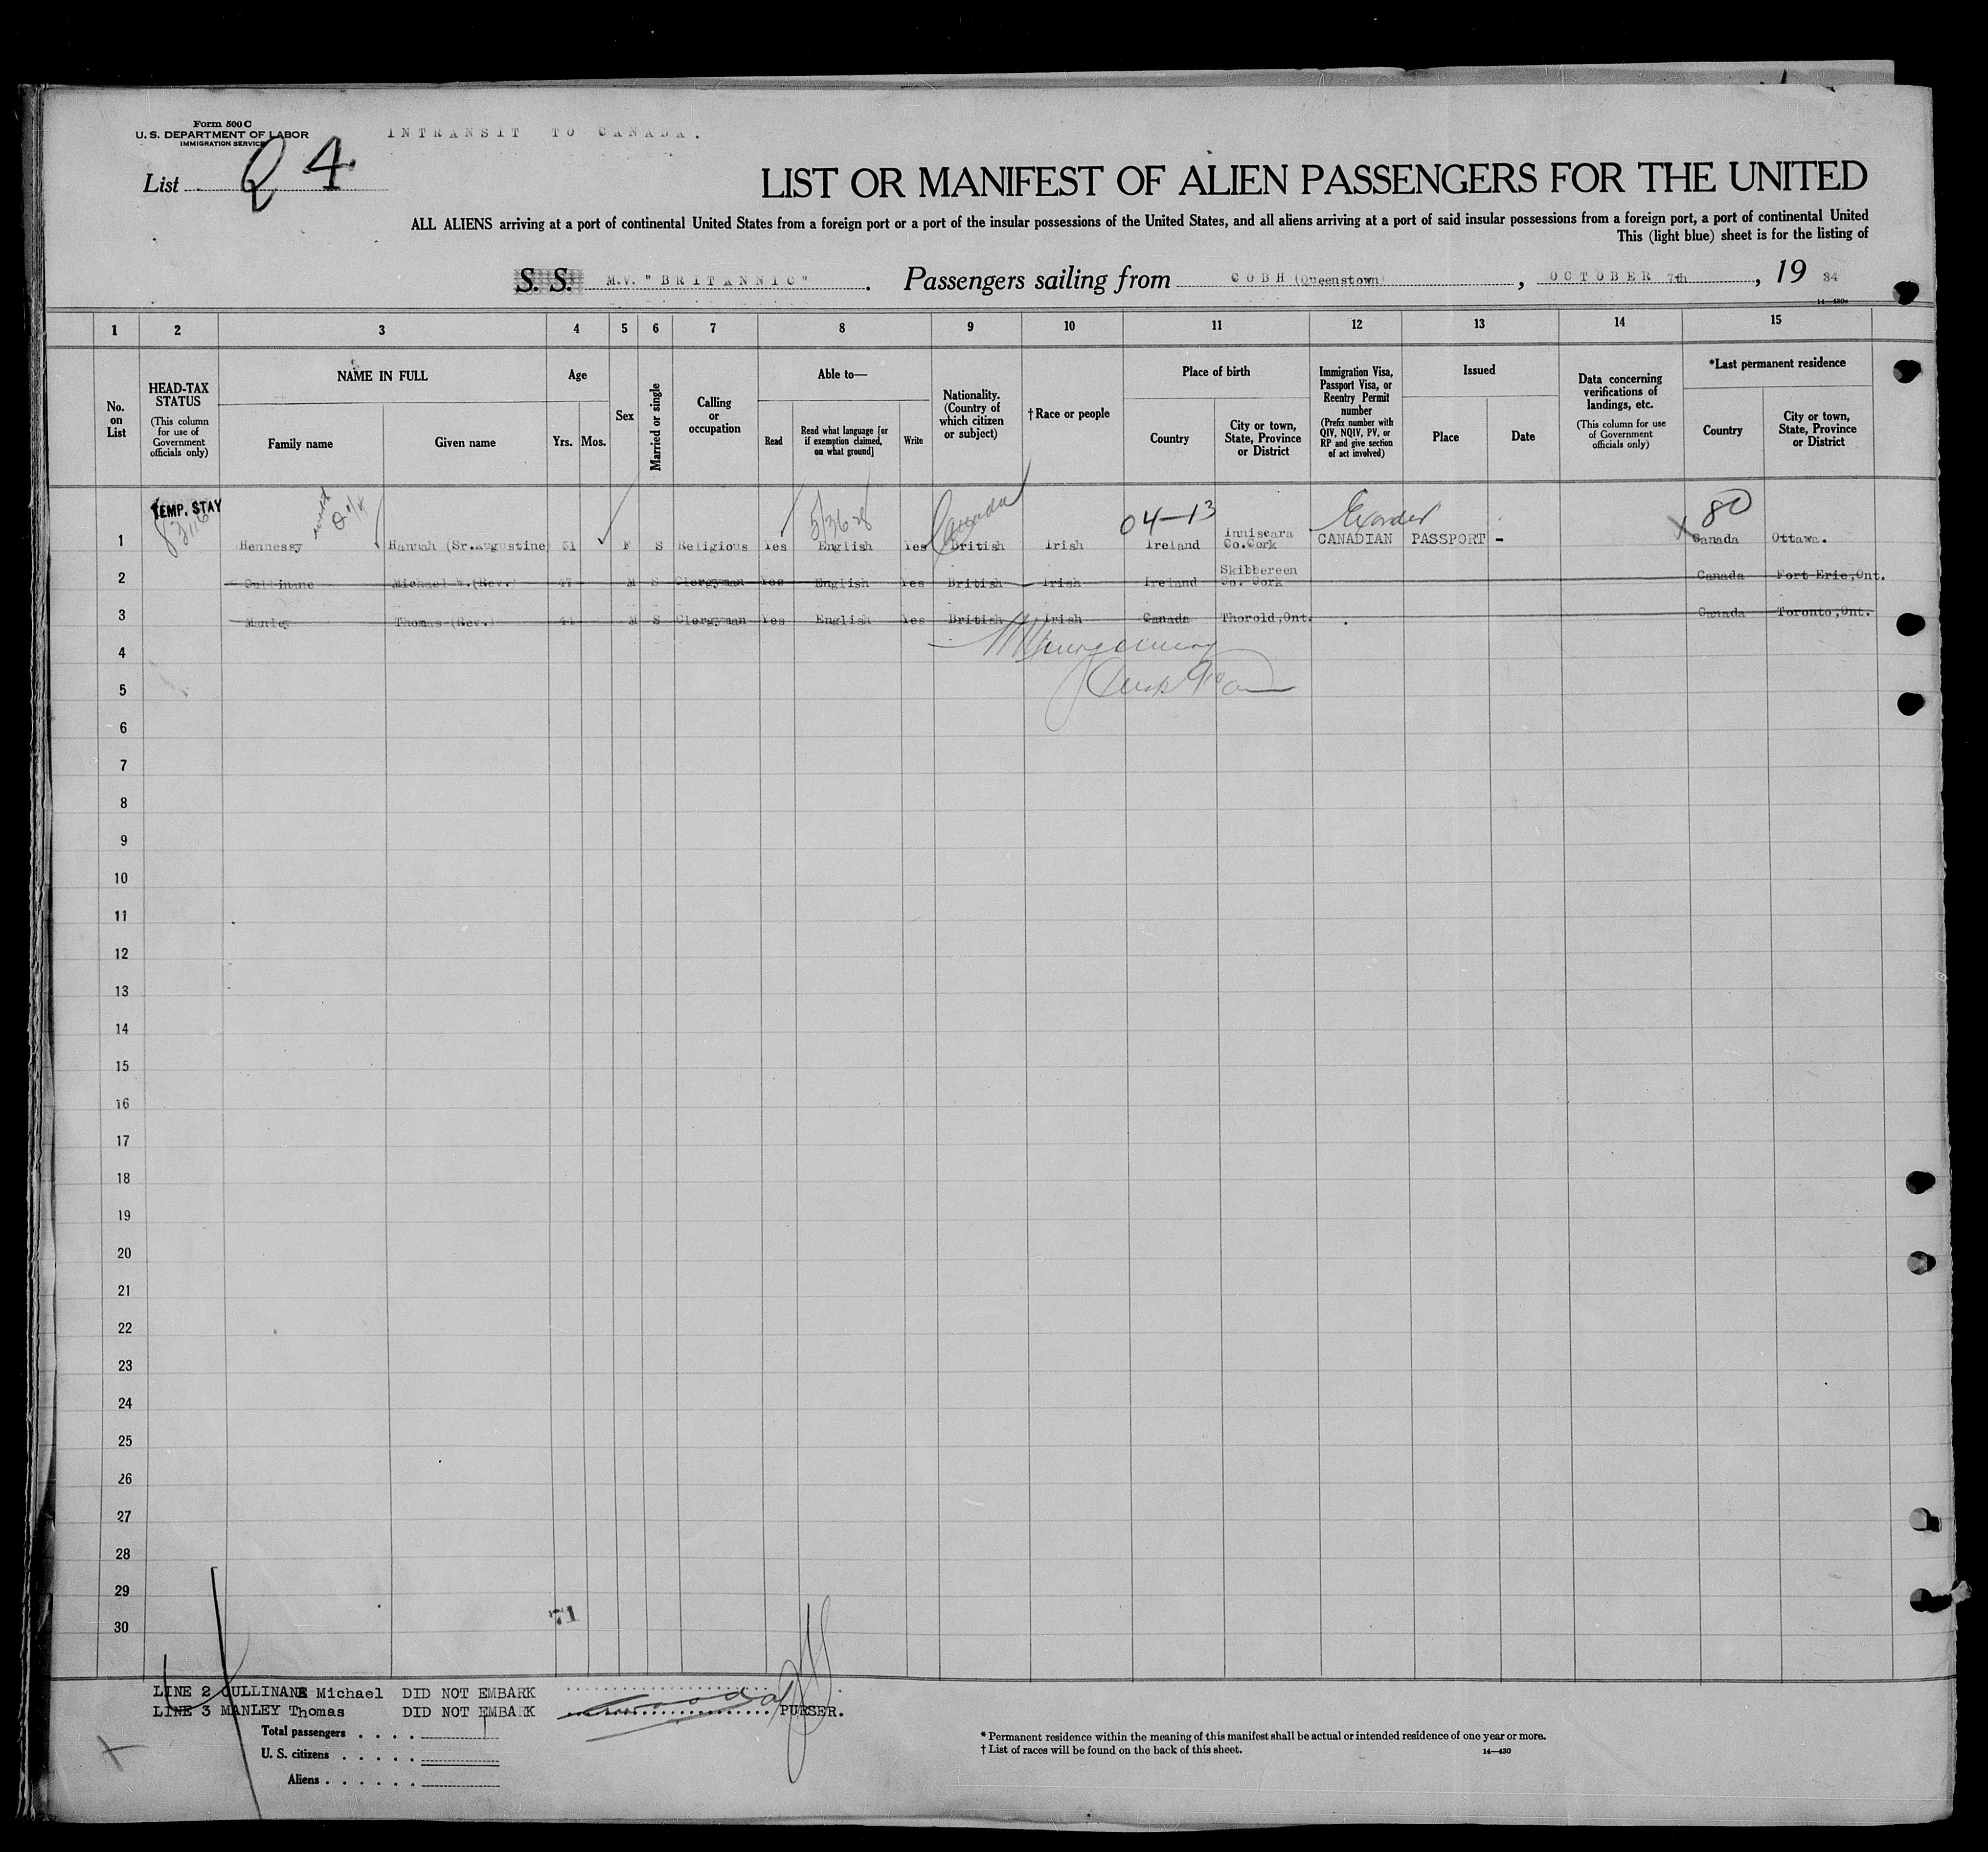 Form 500 C
U. S. DEPARTMENT OF LABOR
IMMIGRATION SERVICE
INTRANSIT TO CANADA.
List Q 4
LIST OR MANIFEST OF ALIEN PASSENGERS FOR THE UNITED
ALL ALIENS arriving at a port of continental United States from a foreign port or a port of the insular possessions of the United States, and all aliens arriving at a port of said insular possessions from a foreign port, a port of continental United
This (light blue) sheet is for the listing of
S. S. M.V. "BRITANNIC". Passengers sailing from COBH (Queenstown), OCTOBER 7th, 19 34
14—430c
1 2 3 4 5 6 7 8 9 10 11 12 13 14 15
No. on List
HEAD-TAX STATUS
(This column for use of Government officials only)
NAME IN FULL
Family name
Given name
Age
Yrs. Mos.
Sex
Married or single
Calling or occupation
Able to—
Read
Read what language [or if exemption claimed, on what ground]
Write
Nationality. (Country of which citizen or subject)
† Race or people
Place of birth
Country
City or town, State, Province or District
Immigration Visa, Passport Visa, or Reentry Permit number
(Prefix number with QIV, NQIV, PV, or RP and give section of act involved)
Issued
Place
Date
Data concerning verifications of landings, etc.
(This column for use of Government officials only)
*Last permanent residence
Country
City or town, State, Province or District
TEMP. STAY
5/26 28
Canada
04-13
80
1 Hennessy Hannah (Sr.Augustine) 51 F S Religious Yes English Yes British Irish Ireland Inniscara Co.Cork CANADIAN PASSPORT - Canada Ottawa.
2 Cullinane Michael W.(Rev.) 47 M S Clergyman Yes English Yes British Irish Ireland Skibbereen Co. Cork Canada Fort Erie,Ont.
3 Manley Thomas (Rev.) 44 M S Clergyman Yes English Yes British Irish Canada Thorold,Ont. Canada Toronto,Ont.
4
5
6
7
8
9
10
11
12
13
14
15
16
17
18
19
20
21
22
23
24
25
26
27
28
29
30
71
LINE 2 CULLINANE Michael DID NOT EMBARK
LINE 3 MANLEY Thomas DID NOT EMBARK PURSER.
Total passengers
U. S. citizens
Aliens
* Permanent residence within the meaning of this manifest shall be actual or intended residence of one year or more.
† List of races will be found on the back of this sheet.
14—430